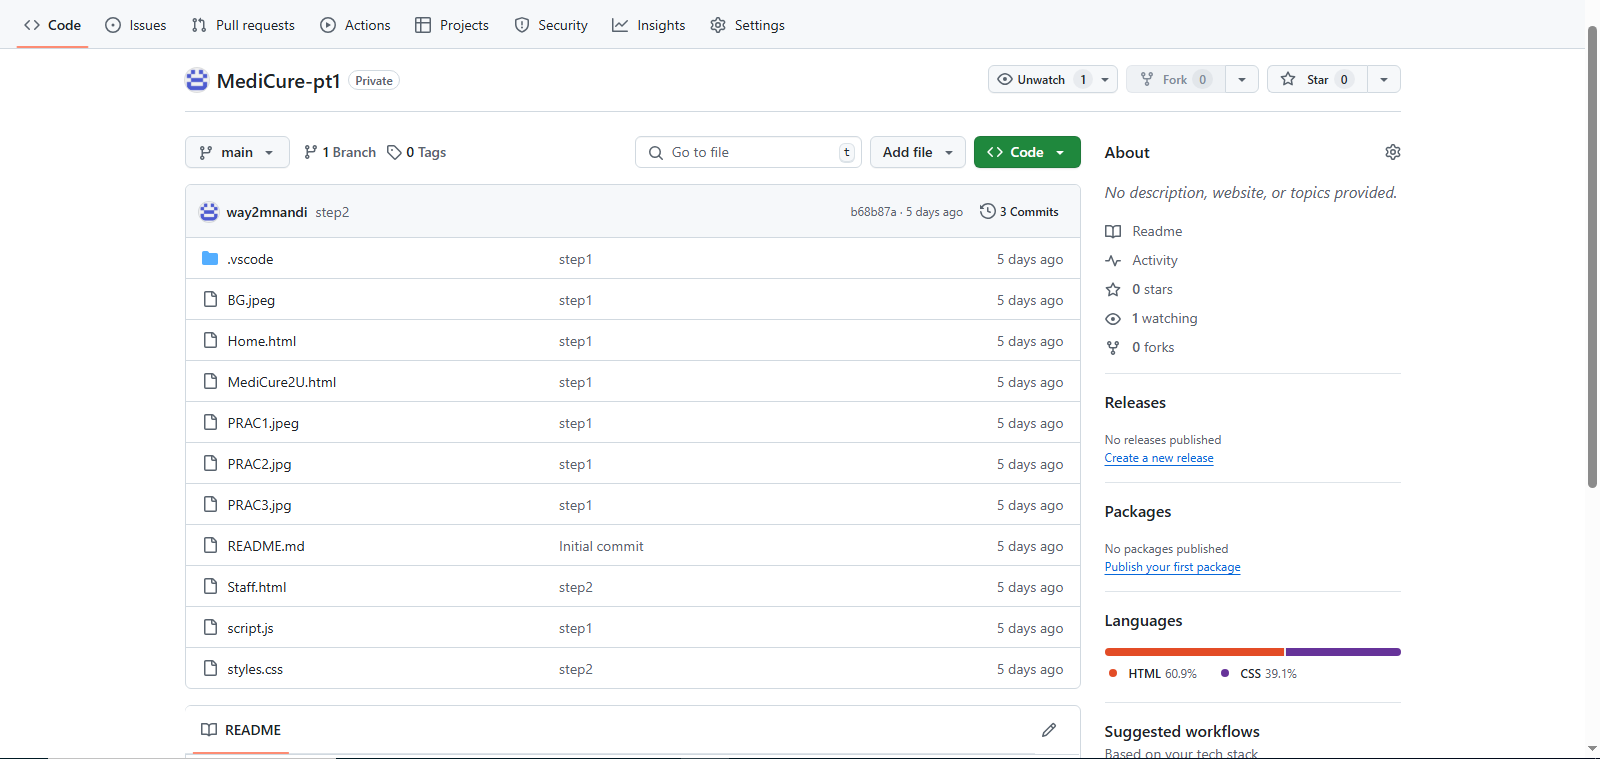 Code Issues Pull requests Actions Projects Security Insights Settings
MediCure-pt1 Private
Unwatch 1 Fork 0 Star 0
main 1 Branch 0 Tags Go to file t Add file Code
way2mnandi step2 b68b87a · 5 days ago 3 Commits
.vscode step1 5 days ago
BG.jpeg step1 5 days ago
Home.html step1 5 days ago
MediCure2U.html step1 5 days ago
PRAC1.jpeg step1 5 days ago
PRAC2.jpg step1 5 days ago
PRAC3.jpg step1 5 days ago
README.md Initial commit 5 days ago
Staff.html step2 5 days ago
script.js step1 5 days ago
styles.css step2 5 days ago
README
About
No description, website, or topics provided.
Readme
Activity
0 stars
1 watching
0 forks
Releases
No releases published
Create a new release
Packages
No packages published
Publish your first package
Languages
HTML 60.9% CSS 39.1%
Suggested workflows
Based on your tech stack